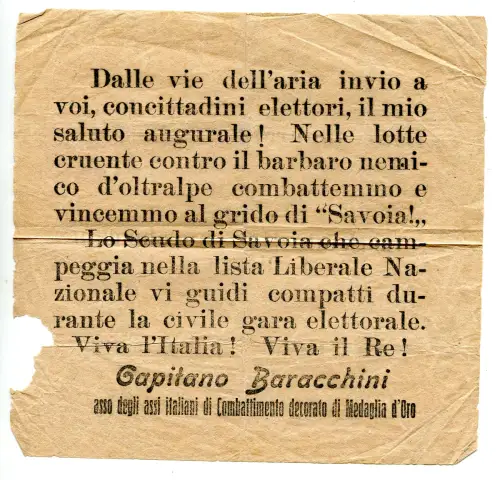 Dalle vie dell'aria invio a
voi, concittadini elettori, il mio
saluto augurale! Nelle lotte
cruente contro il barbaro nemi-
co d'oltralpe combattemmo e
vincemmo al grido di "Savoia!„
Lo Scudo di Savoia che cam-
peggia nella lista Liberale Na-
zionale vi guidi compatti du-
rante la civile gara elettorale.
Viva l'Italia! Viva il Re!
Capitano Baracchini
asso degli assi italiani di Combattimento decorato di Medaglia d'Oro